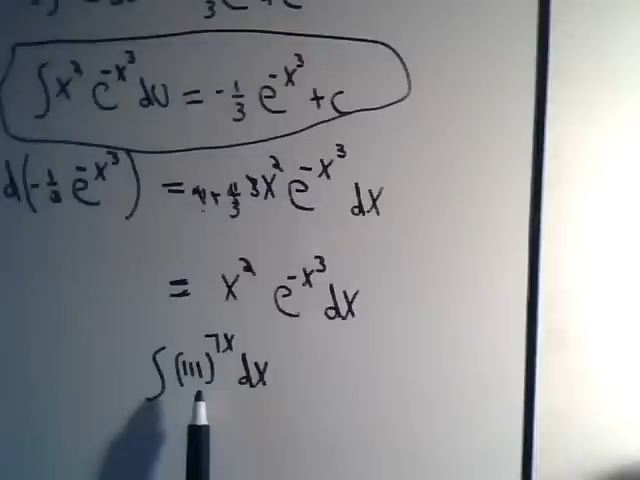 ∫x² e^(-x³) du = -1/3 e^(-x³) + C
d(-1/3 e^(-x³)) = 3x² e^(-x³) dx
= x² e^(-x³) dx
∫(111)^(7x) dx